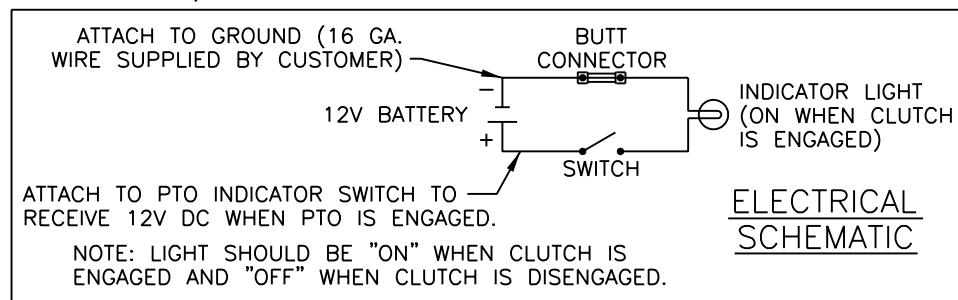 ATTACH TO GROUND (16 GA.
WIRE SUPPLIED BY CUSTOMER)
BUTT
CONNECTOR
−
12V BATTERY
+
INDICATOR LIGHT
(ON WHEN CLUTCH
IS ENGAGED)
SWITCH
ATTACH TO PTO INDICATOR SWITCH TO
RECEIVE 12V DC WHEN PTO IS ENGAGED.
ELECTRICAL
SCHEMATIC
NOTE: LIGHT SHOULD BE "ON" WHEN CLUTCH IS
ENGAGED AND "OFF" WHEN CLUTCH IS DISENGAGED.